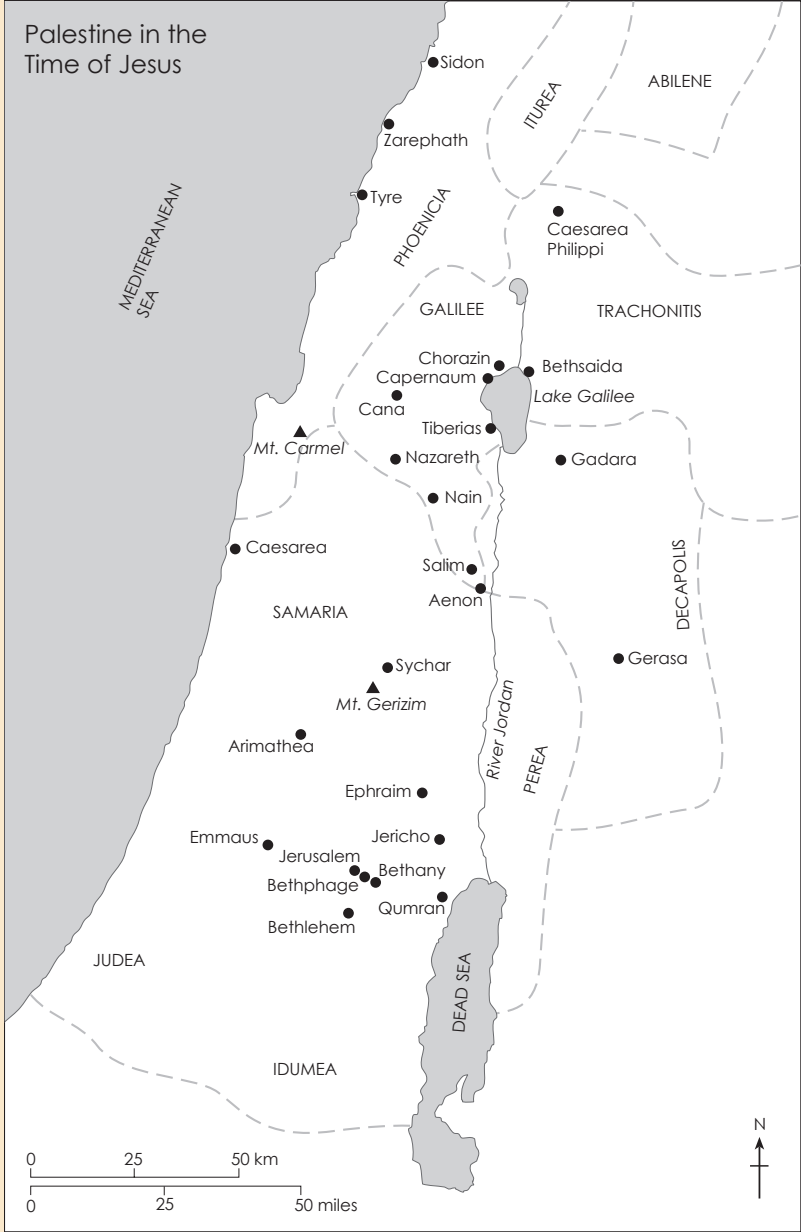 Palestine in the
Time of Jesus
Sidon
ABILENE
ITUREA
Zarephath
Tyre
PHOENICIA
MEDITERRANEAN
SEA
Caesarea
Philippi
GALILEE
TRACHONITIS
Chorazin
Bethsaida
Capernaum
Lake Galilee
Cana
Tiberias
Mt. Carmel
Nazareth
Gadara
Nain
Caesarea
Salim
DECAPOLIS
Aenon
SAMARIA
Sychar
Gerasa
Mt. Gerizim
River Jordan
Arimathea
PEREA
Ephraim
Emmaus
Jericho
Jerusalem
Bethany
Bethphage
Qumran
Bethlehem
JUDEA
DEAD SEA
IDUMEA
N
0 25 50 km
0 25 50 miles